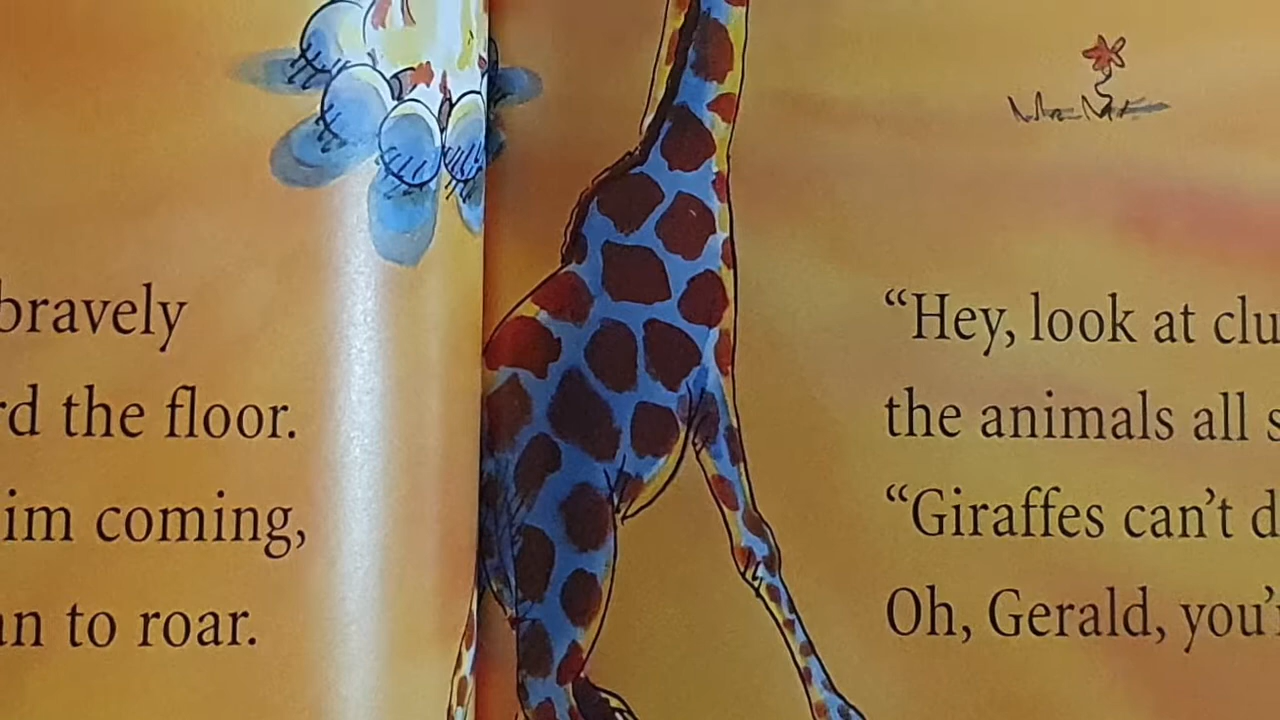 bravely
rd the floor.
im coming,
an to roar.
“Hey, look at clu
the animals all s
“Giraffes can’t d
Oh, Gerald, you’